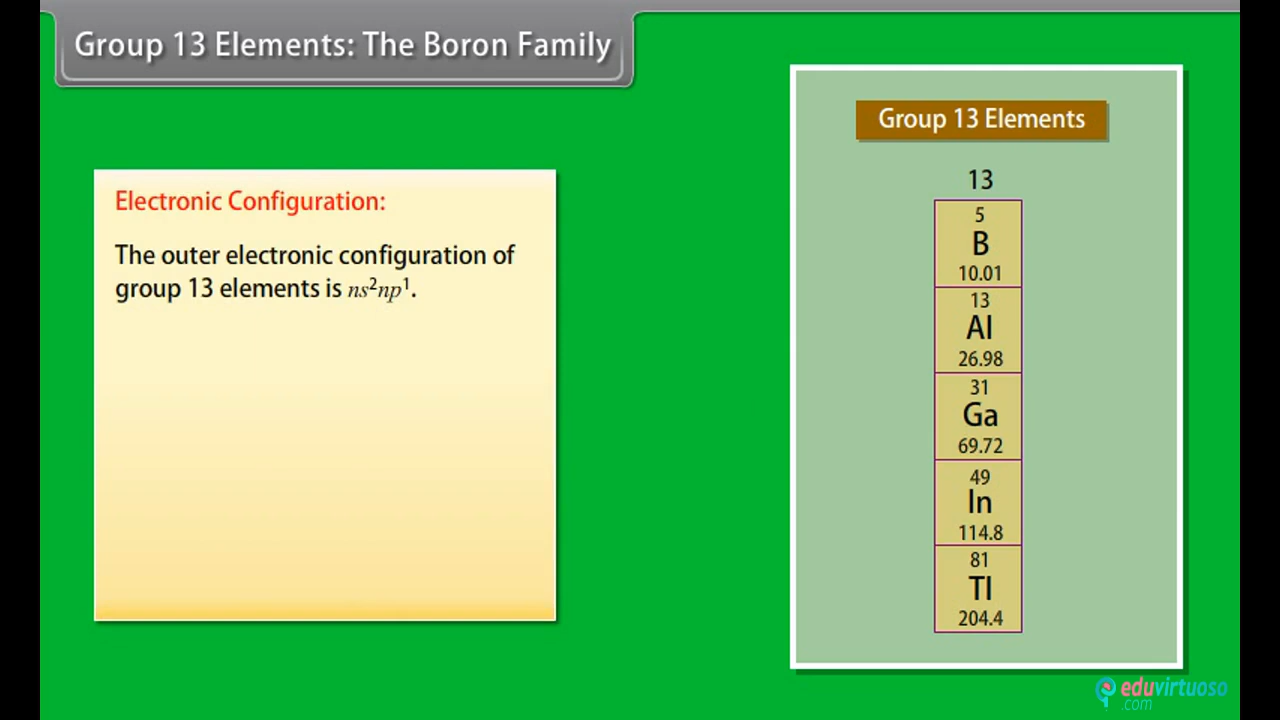 Group 13 Elements: The Boron Family
Electronic Configuration:
The outer electronic configuration of
group 13 elements is ns²np¹.
Group 13 Elements
13
5
B
10.01
13
Al
26.98
31
Ga
69.72
49
In
114.8
81
Tl
204.4
eduvirtuoso
.com